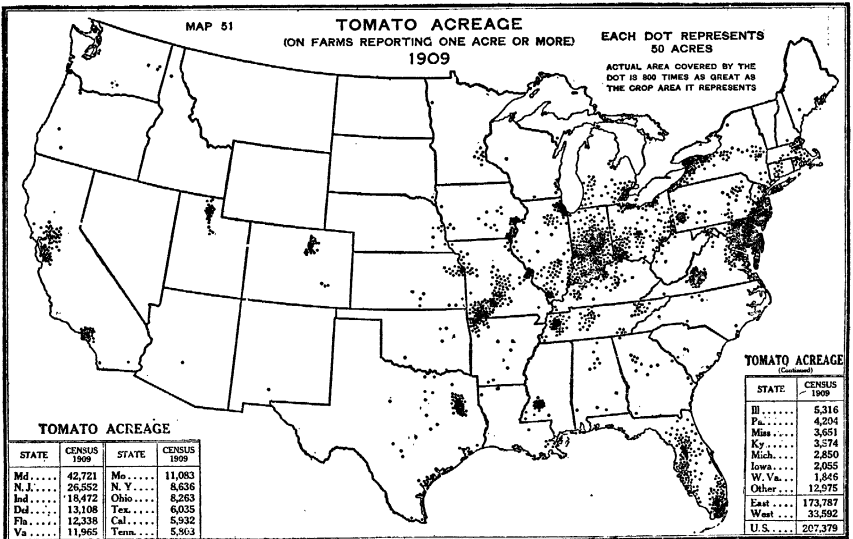 MAP 51
TOMATO ACREAGE
(ON FARMS REPORTING ONE ACRE OR MORE)
1909
EACH DOT REPRESENTS
50 ACRES
ACTUAL AREA COVERED BY THE
DOT IS 800 TIMES AS GREAT AS
THE CROP AREA IT REPRESENTS
TOMATO ACREAGE
STATE CENSUS 1909 STATE CENSUS 1909
Md..... 42,721 Mo..... 11,083
N. J..... 26,552 N. Y.... 8,636
Ind..... 18,472 Ohio.... 8,263
Del..... 13,108 Tex..... 6,035
Fla..... 12,338 Cal..... 5,932
Va..... 11,965 Tenn.... 5,803
TOMATO ACREAGE
(Continued)
STATE CENSUS 1909
Ill...... 5,316
Pa...... 4,204
Miss.... 3,651
Ky...... 3,574
Mich.... 2,850
Iowa.... 2,055
W. Va... 1,846
Other... 12,975
East.... 173,787
West... 33,592
U.S..... 207,379